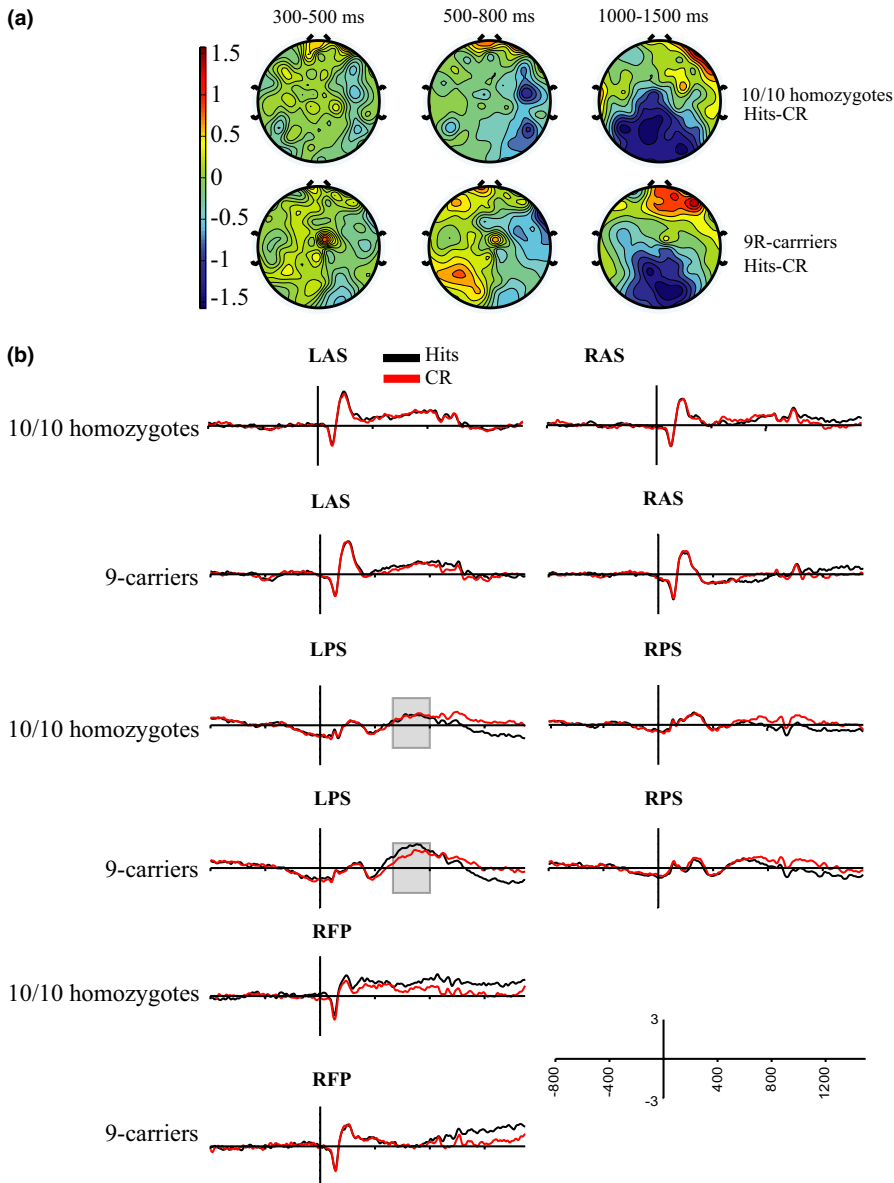 (a)
300-500 ms
500-800 ms
1000-1500 ms
1.5
1
0.5
0
-0.5
-1
-1.5
10/10 homozygotes
Hits-CR
9R-carrriers
Hits-CR
(b)
LAS
Hits
CR
RAS
10/10 homozygotes
LAS
RAS
9-carriers
LPS
RPS
10/10 homozygotes
LPS
RPS
9-carriers
RFP
10/10 homozygotes
RFP
9-carriers
3
-3
-800
-400
400
800
1200